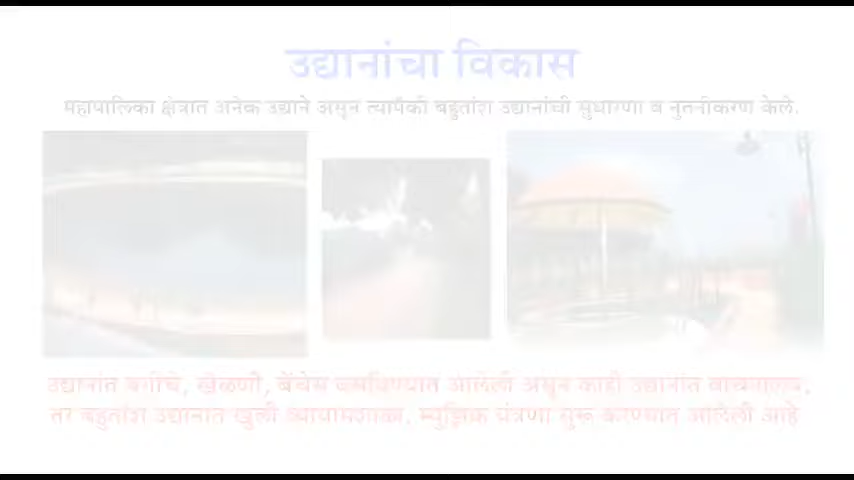 उद्यानांचा विकास
महापालिका क्षेत्रात अनेक उद्याने असून त्यापैकी बहुतांश उद्यानांची सुधारणा व नुतनीकरण केले.
उद्यानात बगीचे, खेळणी, बेंचेस बसविण्यात आलेली असून काही उद्यानांत वाचनालय,
तर बहुतांश उद्यानांत खुली व्यायामशाळा, म्युझिक यंत्रणा सुरू करण्यात आलेली आहे